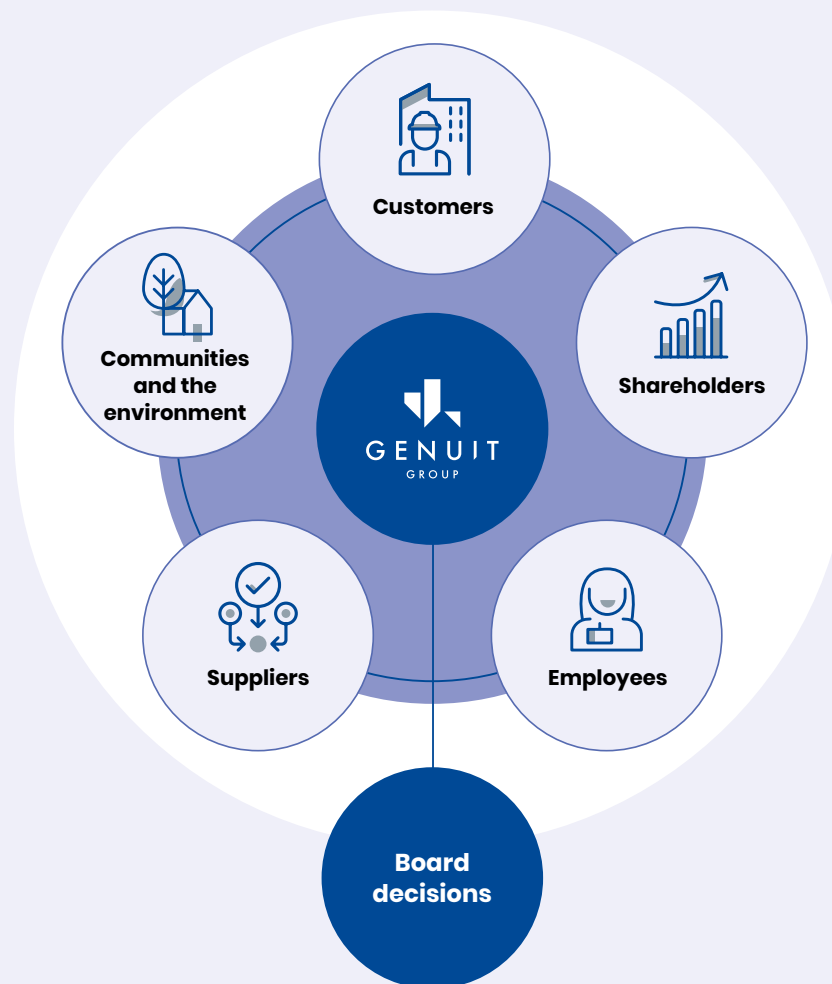 Customers
Communities
and the
environment
Shareholders
GENUIT
GROUP
Suppliers
Employees
Board
decisions